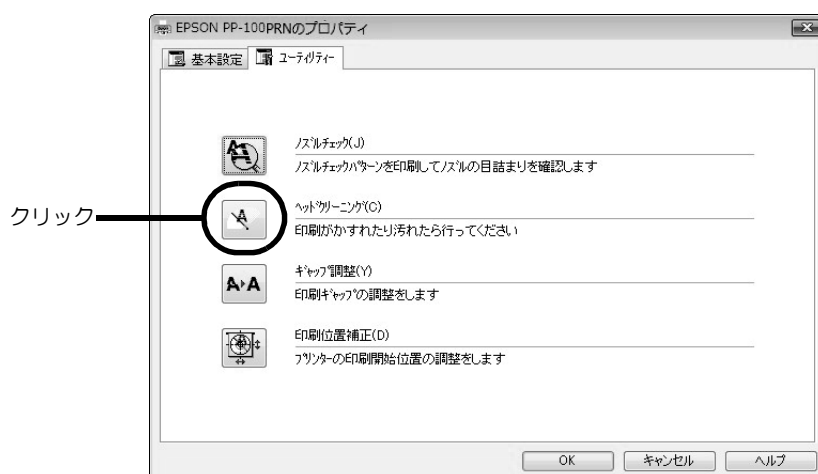 EPSON PP-100PRNのプロパティ
基本設定 ユーティリティー
ノズルチェック(J)
ノズルチェックパターンを印刷してノズルの目詰まりを確認します
クリック
ヘッドクリーニング(C)
印刷がかすれたり汚れたら行ってください
ギャップ調整(Y)
印刷ギャップの調整をします
印刷位置補正(D)
プリンターの印刷開始位置の調整をします
OK キャンセル ヘルプ